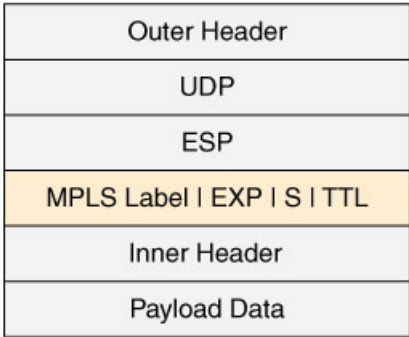 Outer Header
UDP
ESP
MPLS Label | EXP | S | TTL
Inner Header
Payload Data